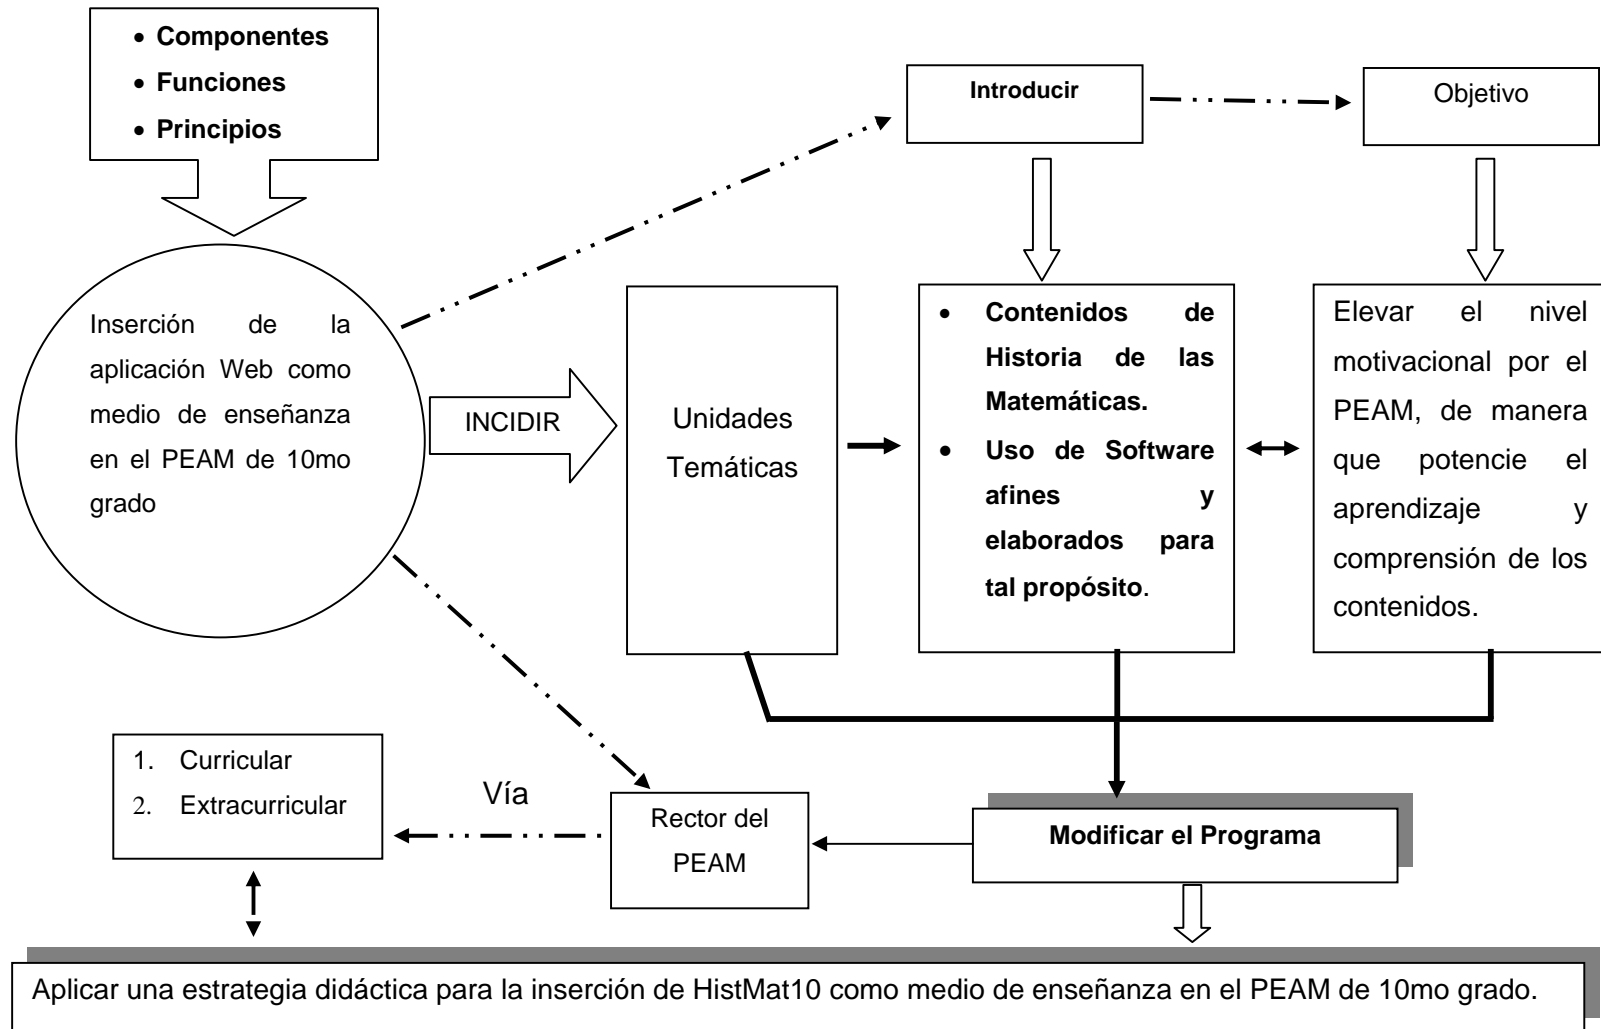 • Componentes
• Funciones
• Principios
Introducir
Objetivo
Inserción de la
aplicación Web como
medio de enseñanza
en el PEAM de 10mo
grado
INCIDIR
Unidades
Temáticas
• Contenidos de
Historia de las
Matemáticas.
• Uso de Software
afines y
elaborados para
tal propósito.
Elevar el nivel
motivacional por el
PEAM, de manera
que potencie el
aprendizaje y
comprensión de los
contenidos.
1. Curricular
2. Extracurricular
Vía
Rector del
PEAM
Modificar el Programa
Aplicar una estrategia didáctica para la inserción de HistMat10 como medio de enseñanza en el PEAM de 10mo grado.